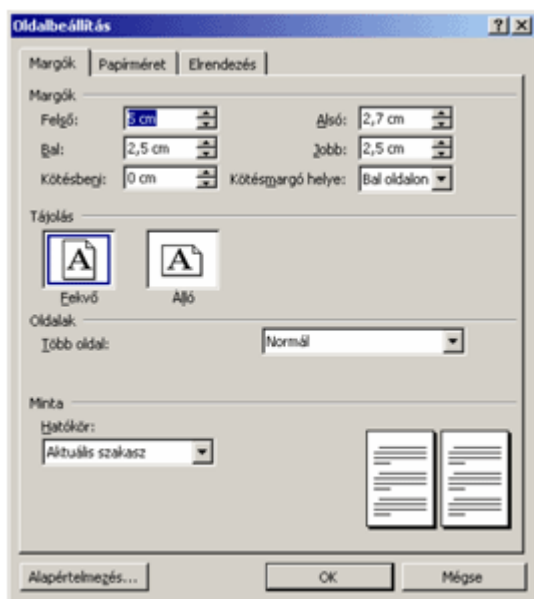 Oldalbeállítás
Margók Papírméret Elrendezés
Margók
Felső: 5 cm Alsó: 2,7 cm
Bal: 2,5 cm Jobb: 2,5 cm
Kötésbeni: 0 cm Kötésmargó helye: Bal oldalon
Tájolás
A A
Fekvő Álló
Oldalak
Több oldal: Normál
Minta
Hatókör:
Aktuális szakasz
Alapértelmezés... OK Mégse